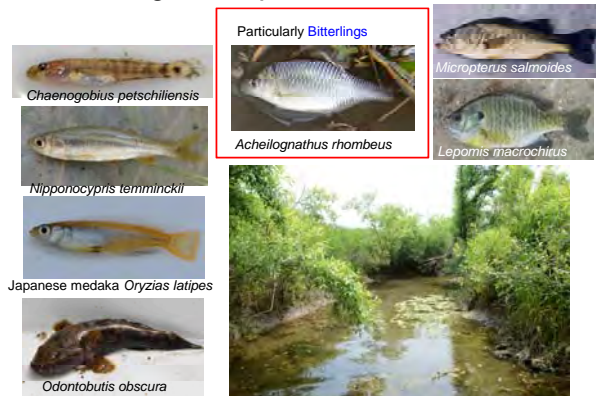 Particularly Bitterlings
Micropterus salmoides
Chaenogobius petschiliensis
Acheilognathus rhombeus
Lepomis macrochirus
Nipponocypris temminckii
Japanese medaka Oryzias latipes
Odontobutis obscura